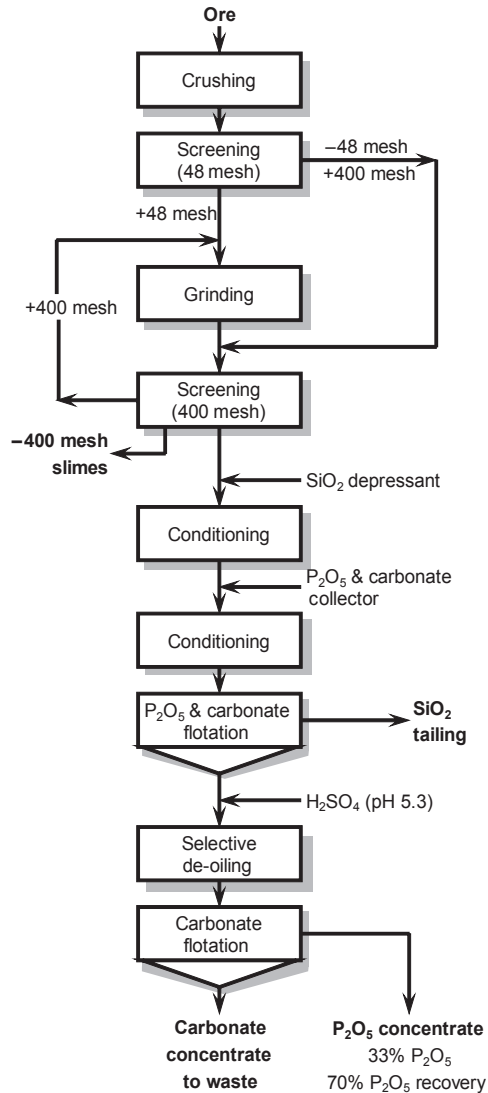 Ore
Crushing
Screening
(48 mesh)
–48 mesh
+400 mesh
+48 mesh
+400 mesh
Grinding
Screening
(400 mesh)
–400 mesh
slimes
SiO₂ depressant
Conditioning
P₂O₅ & carbonate
collector
Conditioning
P₂O₅ & carbonate
flotation
SiO₂
tailing
H₂SO₄ (pH 5.3)
Selective
de-oiling
Carbonate
flotation
Carbonate
concentrate
to waste
P₂O₅ concentrate
33% P₂O₅
70% P₂O₅ recovery